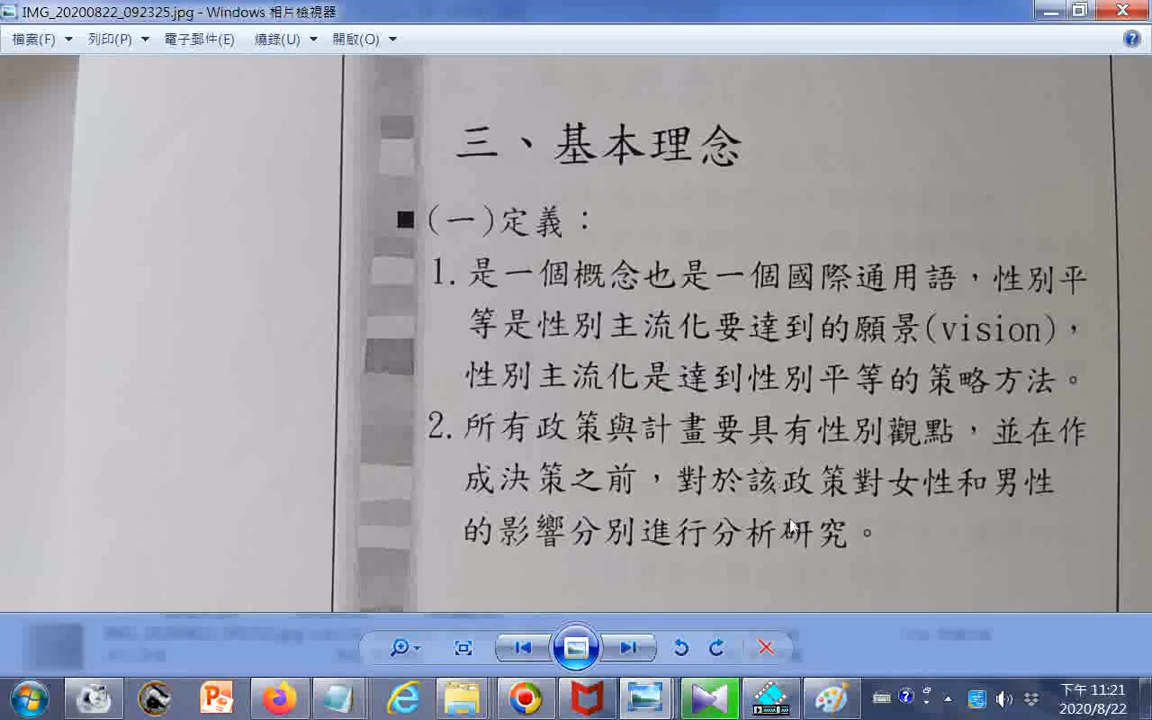 IMG_20200822_092325.jpg - Windows 相片檢視器
檔案(F) 列印(P) 電子郵件(E) 燒錄(U) 開啟(O)
三、基本理念
(一)定義：
1. 是一個概念也是一個國際通用語，性別平
等是性別主流化要達到的願景(vision)，
性別主流化是達到性別平等的策略方法。
2. 所有政策與計畫要具有性別觀點，並在作
成決策之前，對於該政策對女性和男性
的影響分別進行分析研究。
下午 11:21
2020/8/22